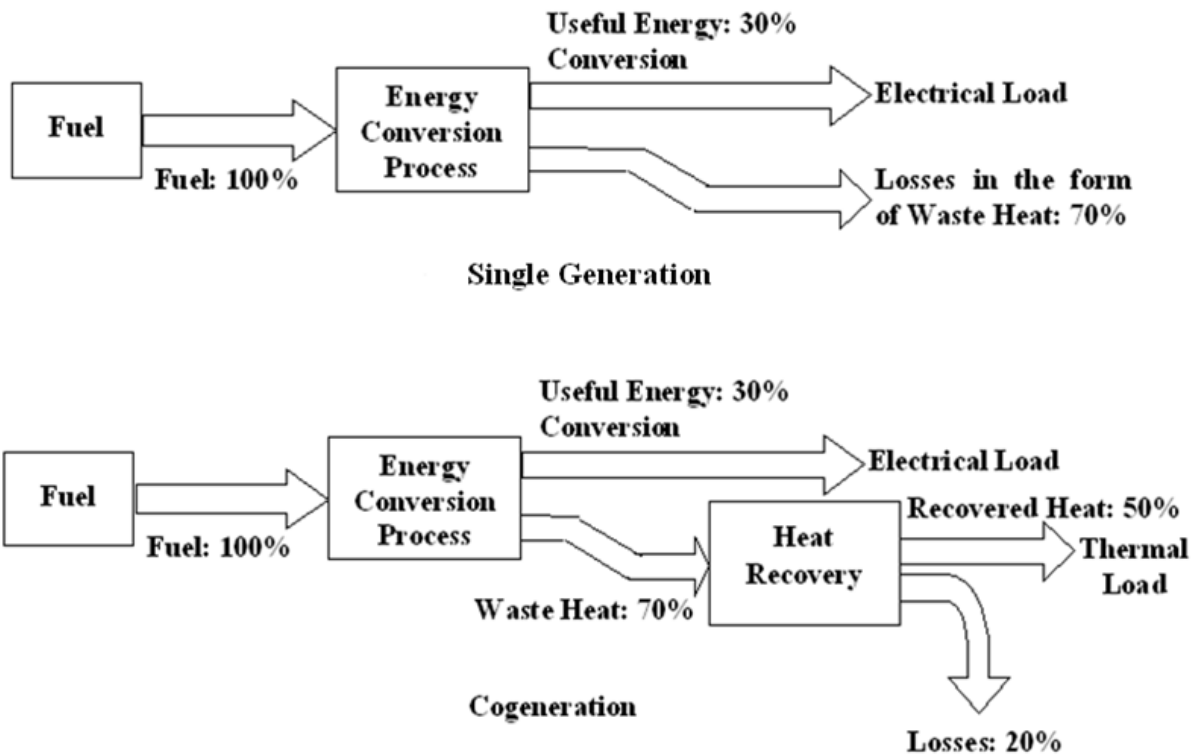 Useful Energy: 30%
Conversion
Fuel
Energy
Conversion
Process
Electrical Load
Fuel: 100%
Losses in the form
of Waste Heat: 70%
Single Generation
Useful Energy: 30%
Conversion
Fuel
Energy
Conversion
Process
Electrical Load
Fuel: 100%
Waste Heat: 70%
Heat
Recovery
Recovered Heat: 50%
Thermal
Load
Cogeneration
Losses: 20%